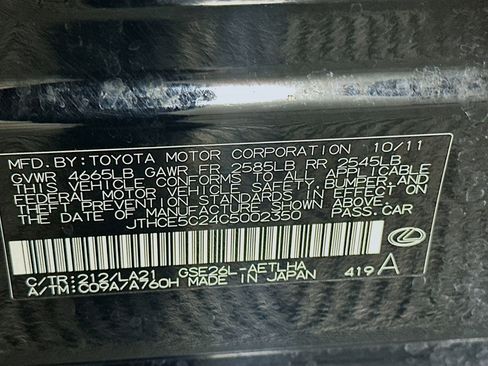 MFD.BY:TOYOTA MOTOR CORPORATION 10/11
GVWR 4665LB GAWR FR 2585LB RR 2545LB
THIS VEHICLE CONFORMS TO ALL APPLICABLE
FEDERAL MOTOR VEHICLE SAFETY, BUMPER, AND
THEFT PREVENTION STANDARDS IN EFFECT ON
THE DATE OF MANUFACTURE SHOWN ABOVE.
JTHCE5C24C5002350 PASS.CAR
C/TR:212/LA21 GSE26L-AETLHA
A/TM:C09A/A760H MADE IN JAPAN 419 A